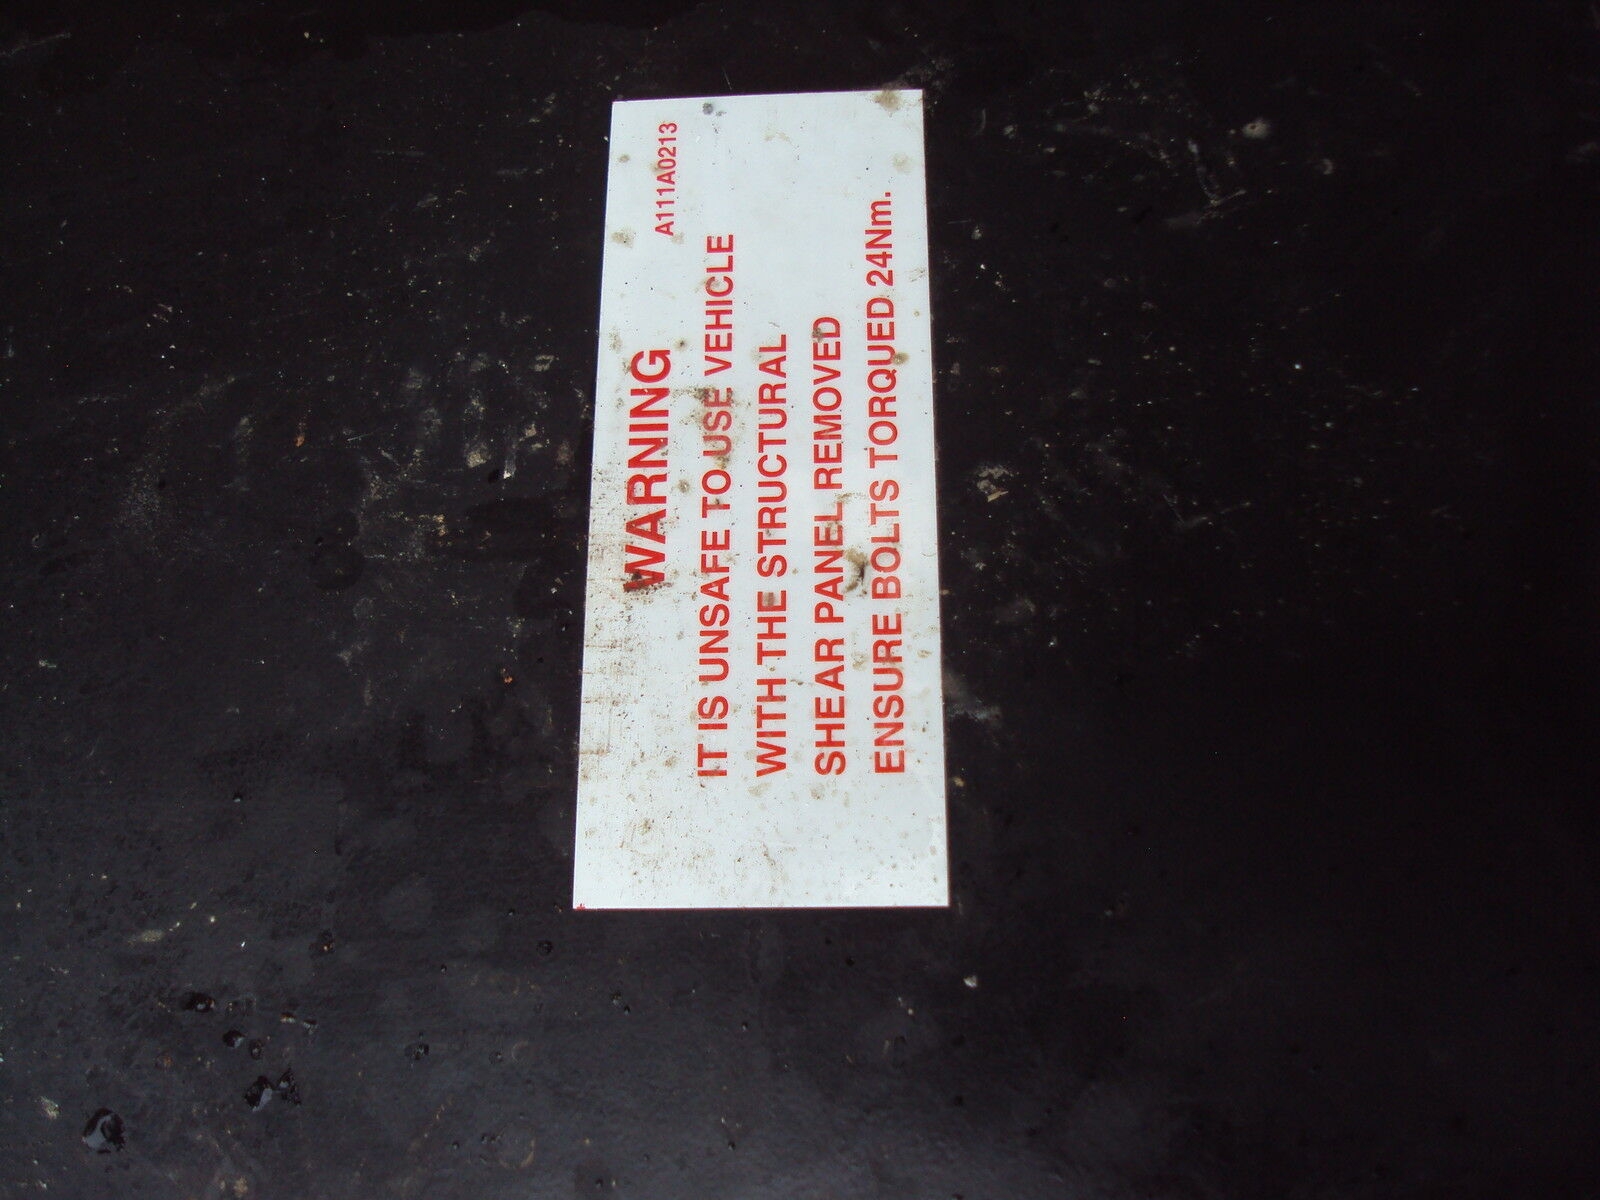 A111A0213
WARNING
IT IS UNSAFE TO USE VEHICLE
WITH THE STRUCTURAL
SHEAR PANEL REMOVED
ENSURE BOLTS TORQUED 24Nm.